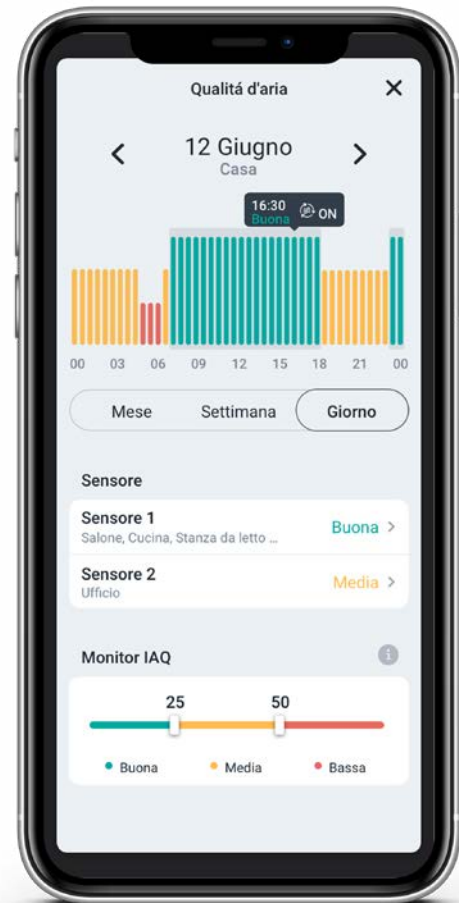 Qualitá d'aria
12 Giugno
Casa
16:30 ON
Buona
00 03 06 09 12 15 18 21 00
Mese Settimana Giorno
Sensore
Sensore 1
Buona
Salone, Cucina, Stanza da letto ...
Sensore 2
Media
Ufficio
Monitor IAQ
25 50
Buona Media Bassa